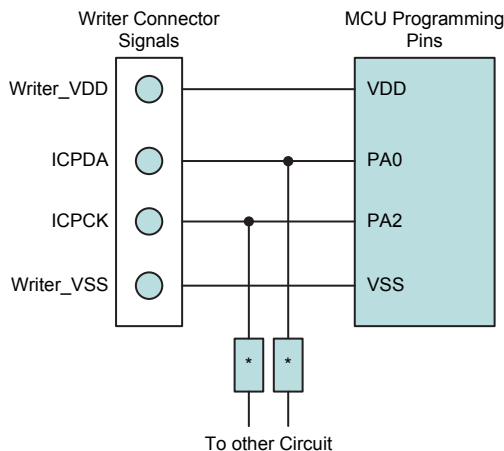 Writer Connector
Signals
MCU Programming
Pins
Writer_VDD
VDD
ICPDA
PA0
ICPCK
PA2
Writer_VSS
VSS
*
*
To other Circuit